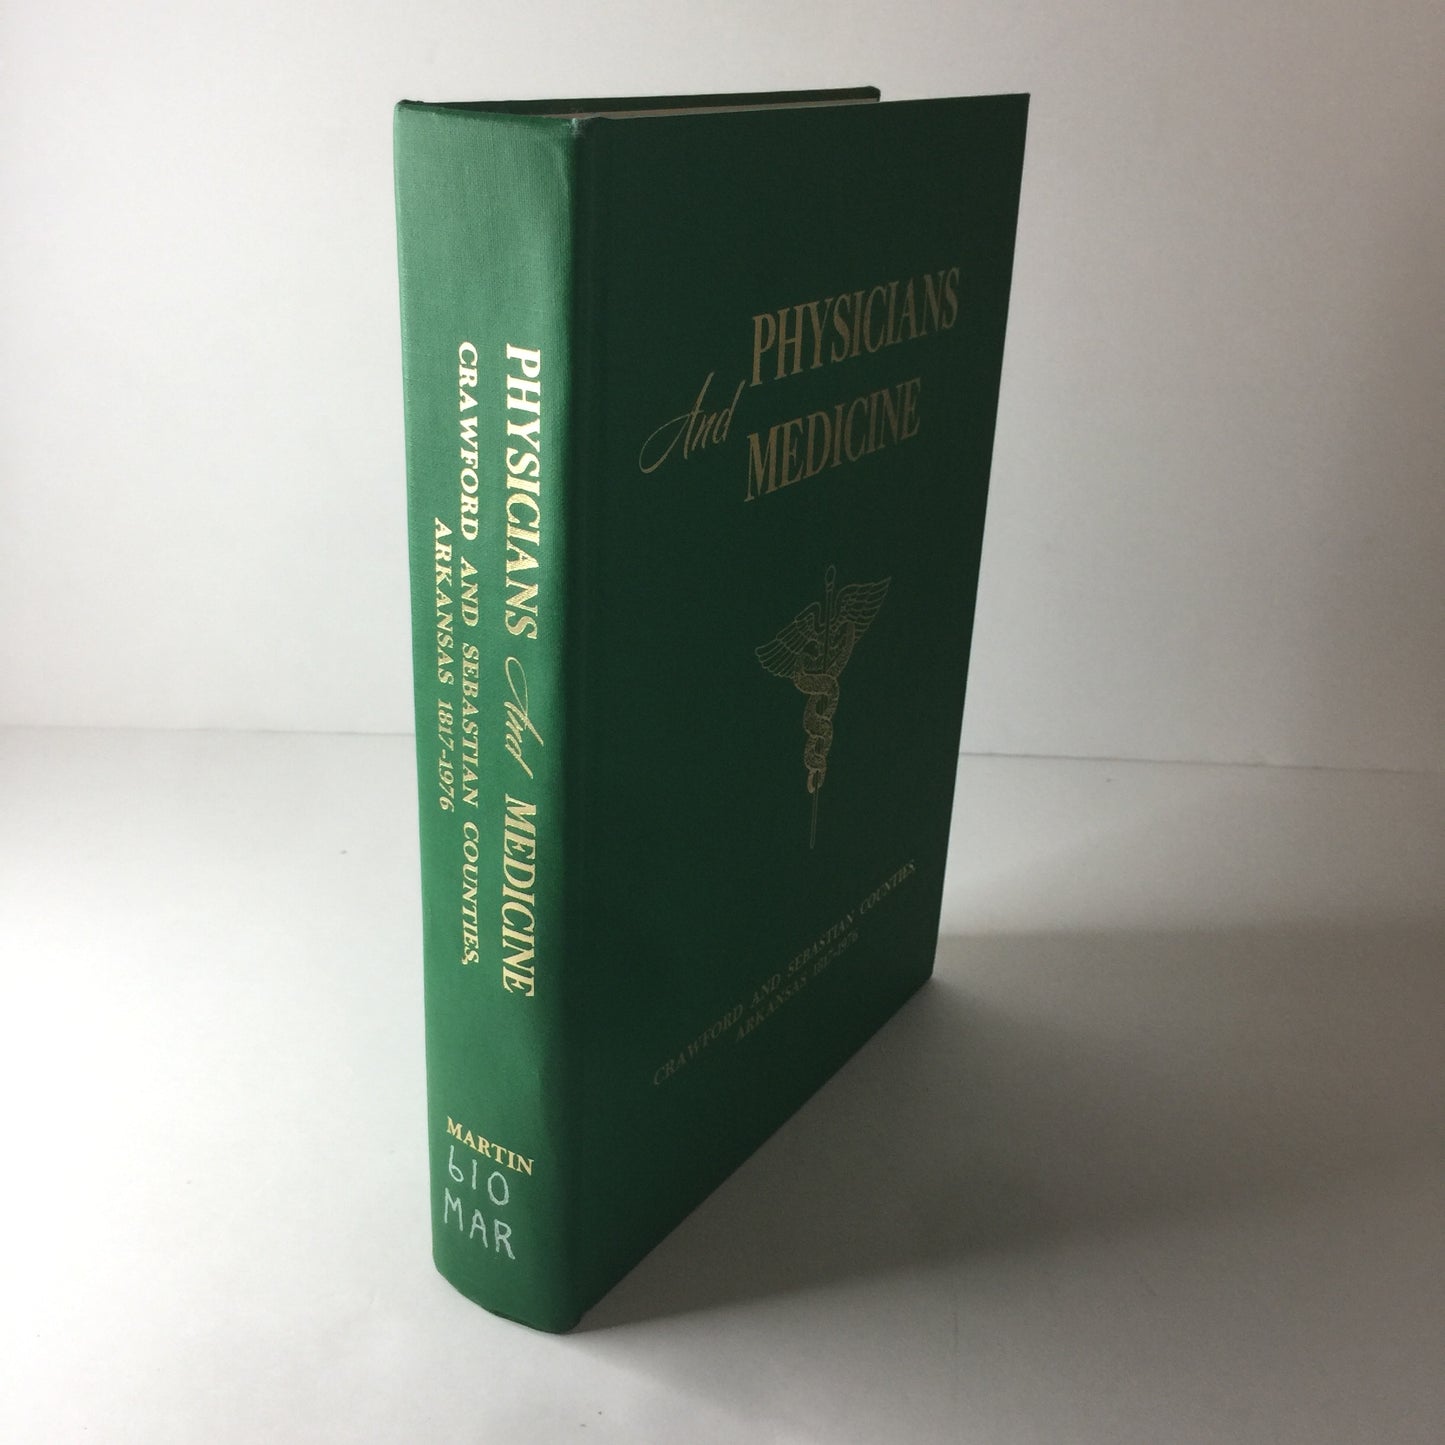 PHYSICIANS And MEDICINE
CRAWFORD AND SEBASTIAN COUNTIES,
ARKANSAS 1817-1976
MARTIN
610
MAR
PHYSICIANS
And
MEDICINE
CRAWFORD AND SEBASTIAN COUNTIES,
ARKANSAS 1817-1976